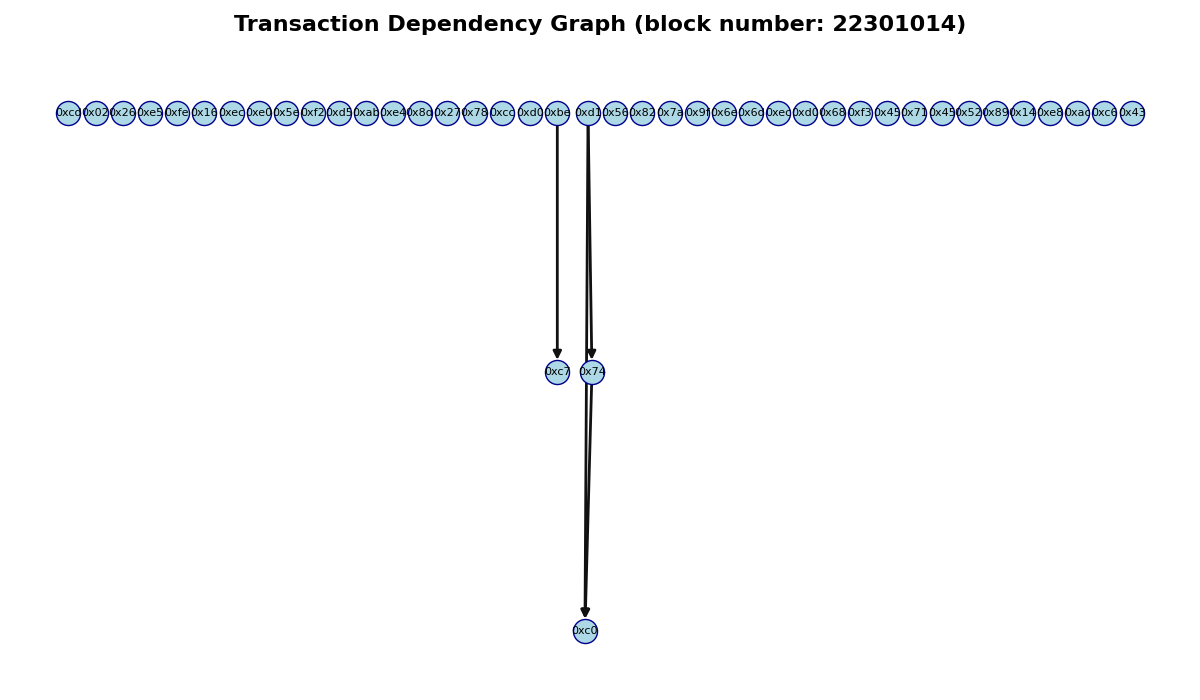 Transaction Dependency Graph (block number: 22301014)
0xcd 0x02 0x26 0xe5 0xfe 0x16 0xec 0xe0 0x5e 0xf2 0xd5 0xab 0xe4 0x8d 0x27 0x78 0xcc 0xd0 0xbe 0xd1 0x56 0x82 0x7a 0x9f 0x6e 0x6d 0xec 0xd0 0x68 0xf3 0x45 0x71 0x45 0x52 0x89 0x14 0xe8 0xac 0xc6 0x43
0xc7 0x74
0xc0